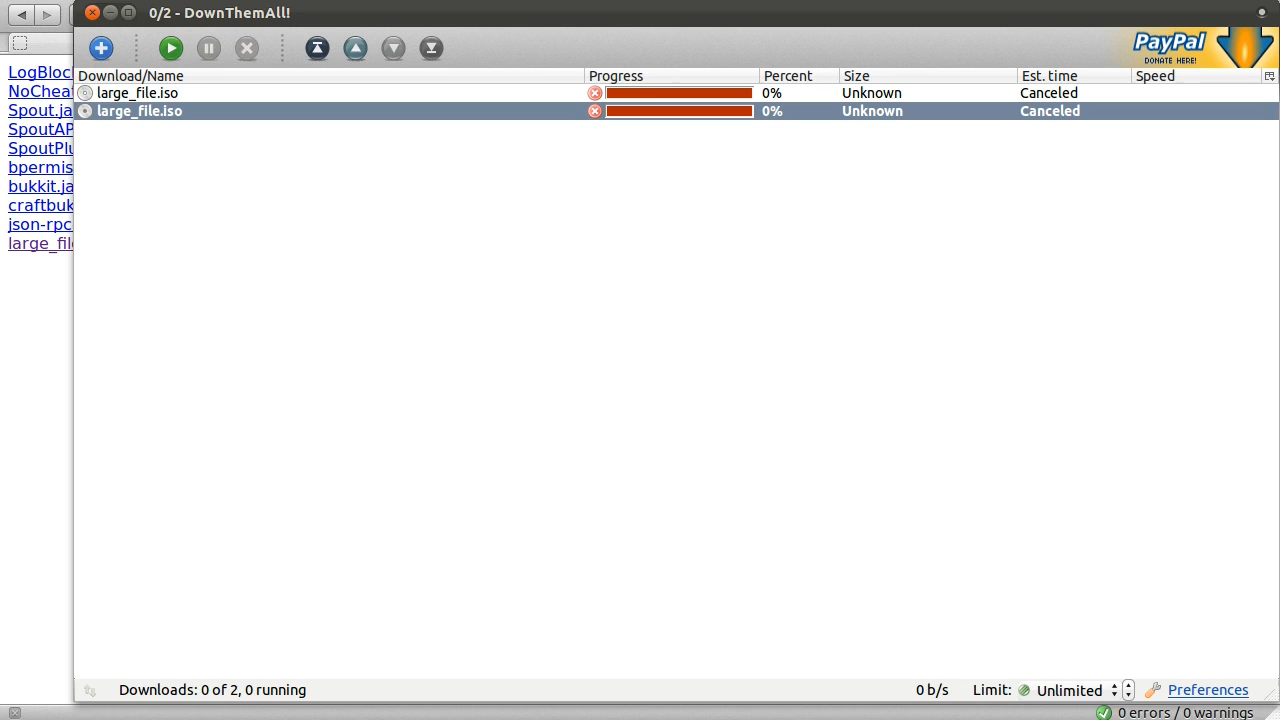 0/2 - DownThemAll!
PayPal
DONATE HERE!
Download/Name Progress Percent Size Est. time Speed
large_file.iso 0% Unknown Canceled
large_file.iso 0% Unknown Canceled
LogBloc
NoChea
Spout.ja
SpoutAP
SpoutPlu
bpermis
bukkit.ja
craftbuk
json-rpc
large_fil
Downloads: 0 of 2, 0 running 0 b/s Limit: Unlimited Preferences
0 errors / 0 warnings